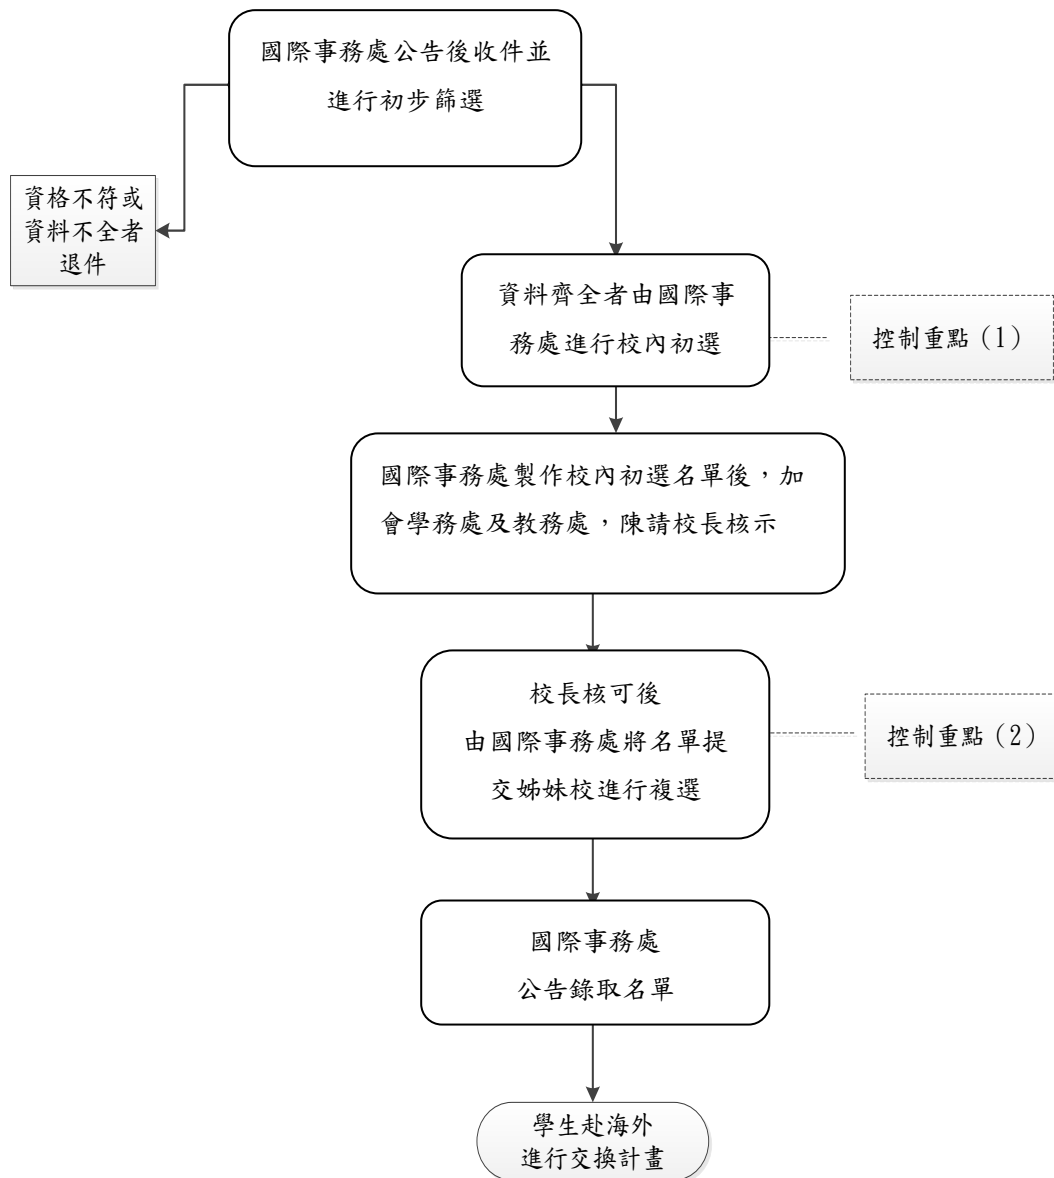 國際事務處公告後收件並
進行初步篩選
資格不符或
資料不全者
退件
資料齊全者由國際事
務處進行校內初選
控制重點(1)
國際事務處製作校內初選名單後，加
會學務處及教務處，陳請校長核示
校長核可後
由國際事務處將名單提
交姊妹校進行複選
控制重點(2)
國際事務處
公告錄取名單
學生赴海外
進行交換計畫